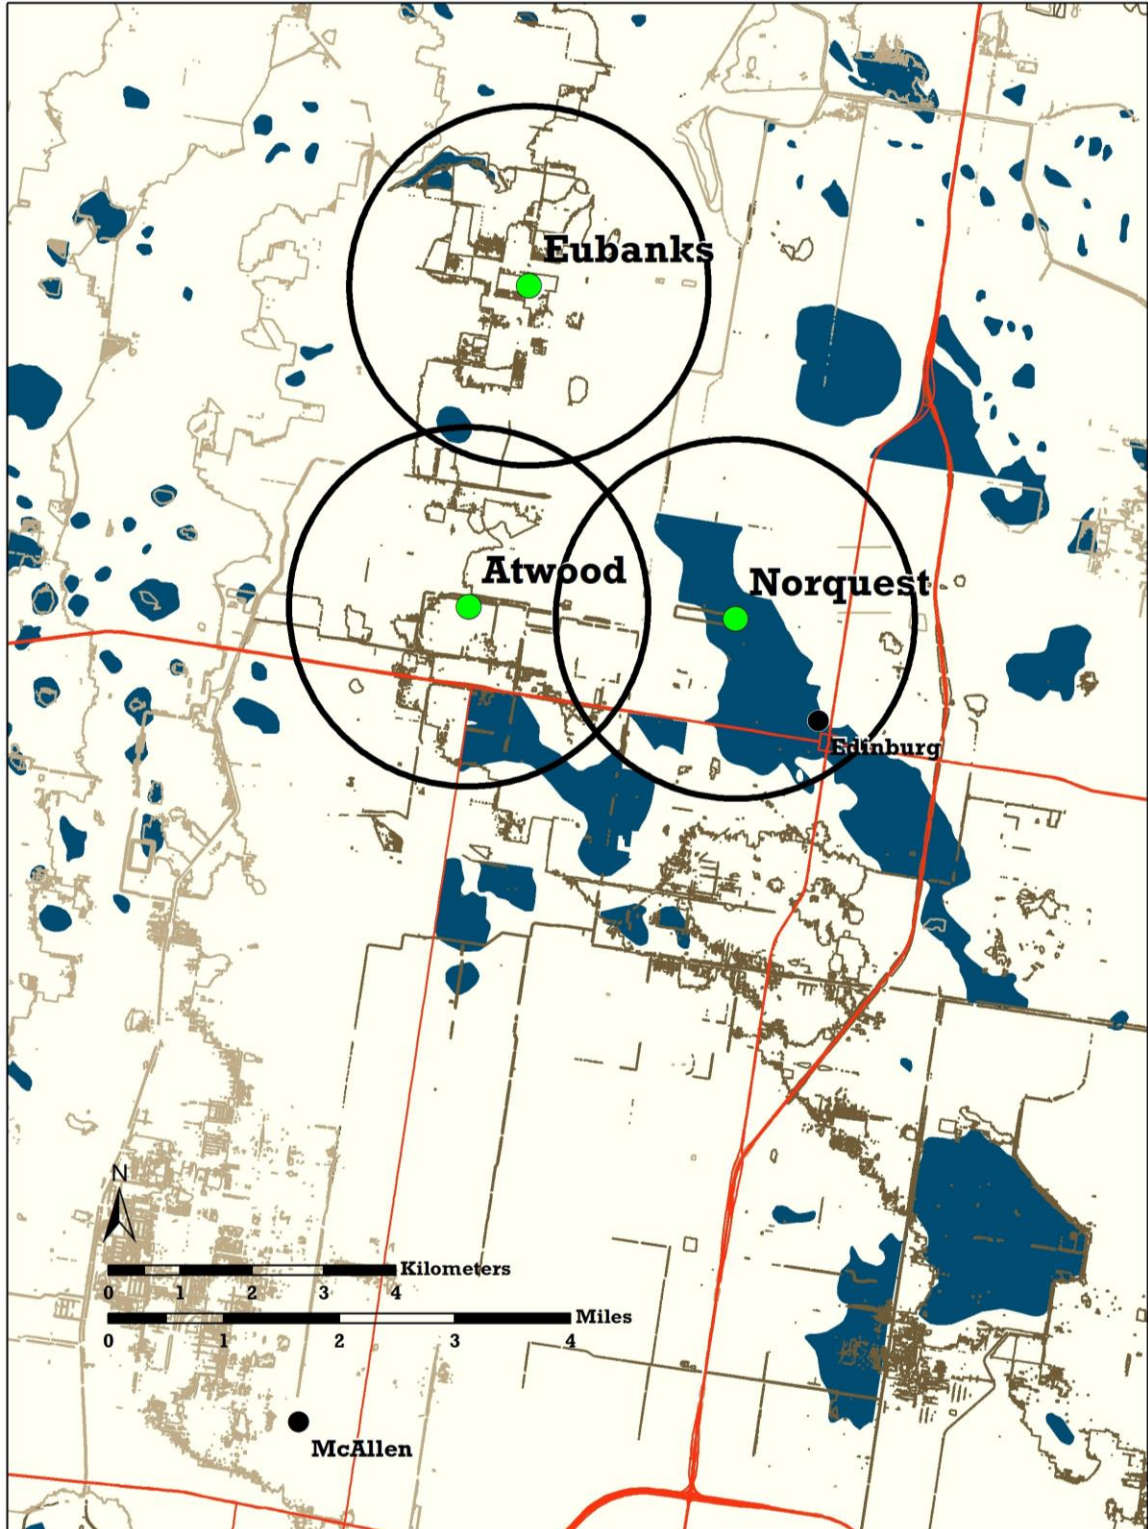 Eubanks
Atwood
Norquest
Edinburg
N
Kilometers
0 1 2 3 4
Miles
0 1 2 3 4
McAllen